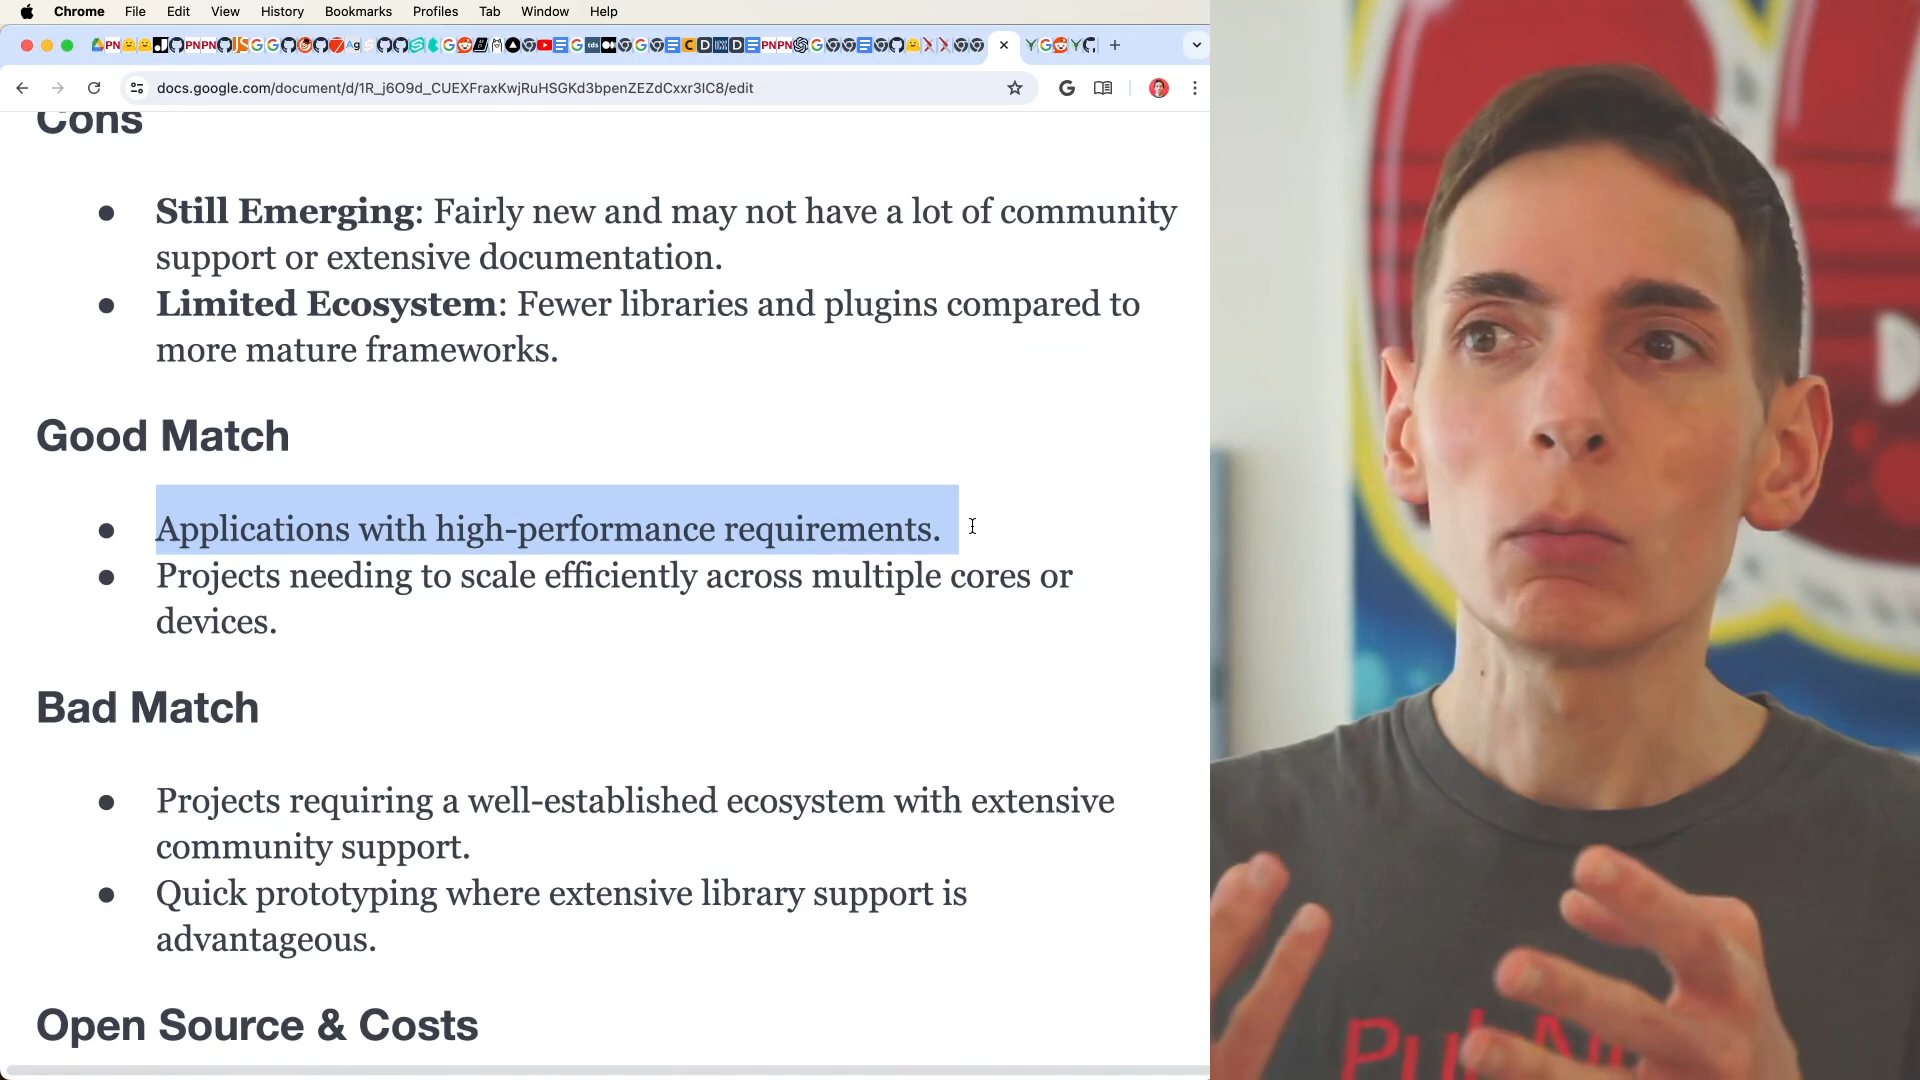 Chrome File Edit View History Bookmarks Profiles Tab Window Help
docs.google.com/document/d/1R_j6O9d_CUEXFraxKwjRuHSGKd3bpenZEZdCxxr3IC8/edit
Cons
● Still Emerging: Fairly new and may not have a lot of community
support or extensive documentation.
● Limited Ecosystem: Fewer libraries and plugins compared to
more mature frameworks.
Good Match
● Applications with high-performance requirements.
● Projects needing to scale efficiently across multiple cores or
devices.
Bad Match
● Projects requiring a well-established ecosystem with extensive
community support.
● Quick prototyping where extensive library support is
advantageous.
Open Source & Costs